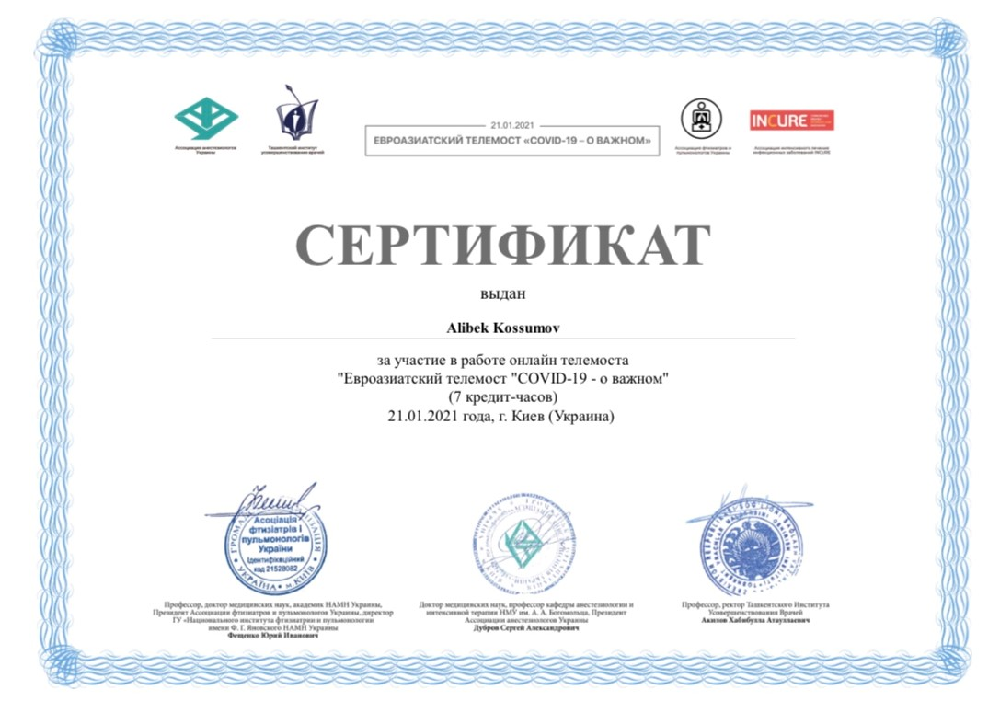 21.01.2021
ЕВРОАЗИАТСКИЙ ТЕЛЕМОСТ «COVID-19 – О ВАЖНОМ»
Ассоциация анестезиологов
Украины
Ташкентский институт
усовершенствования врачей
Ассоциация фтизиатров и
пульмонологов Украины
INCURE
Ассоциация интенсивного лечения
инфекционных заболеваний INCURE
СЕРТИФИКАТ
выдан
Alibek Kossumov
за участие в работе онлайн телемоста
"Евроазиатский телемост "COVID-19 - о важном"
(7 кредит-часов)
21.01.2021 года, г. Киев (Украина)
Асоціація
фтизіатрів і
пульмонологів
України
Ідентифікаційний
код 21528082
УКРАЇНА м.КИЇВ
Профессор, доктор медицинских наук, академик НАМН Украины,
Президент Ассоциации фтизиатров и пульмонологов Украины, директор
ГУ «Национального института фтизиатрии и пульмонологии
имени Ф. Г. Яновского НАМН Украины
Фещенко Юрий Иванович
Доктор медицинских наук, профессор кафедры анестезиологии и
интенсивной терапии НМУ им. А. А. Богомольца, Президент
Ассоциации анестезиологов Украины
Дубров Сергей Александрович
Профессор, ректор Ташкентского Института
Усовершенствования Врачей
Акилов Хабибулла Атауллаевич